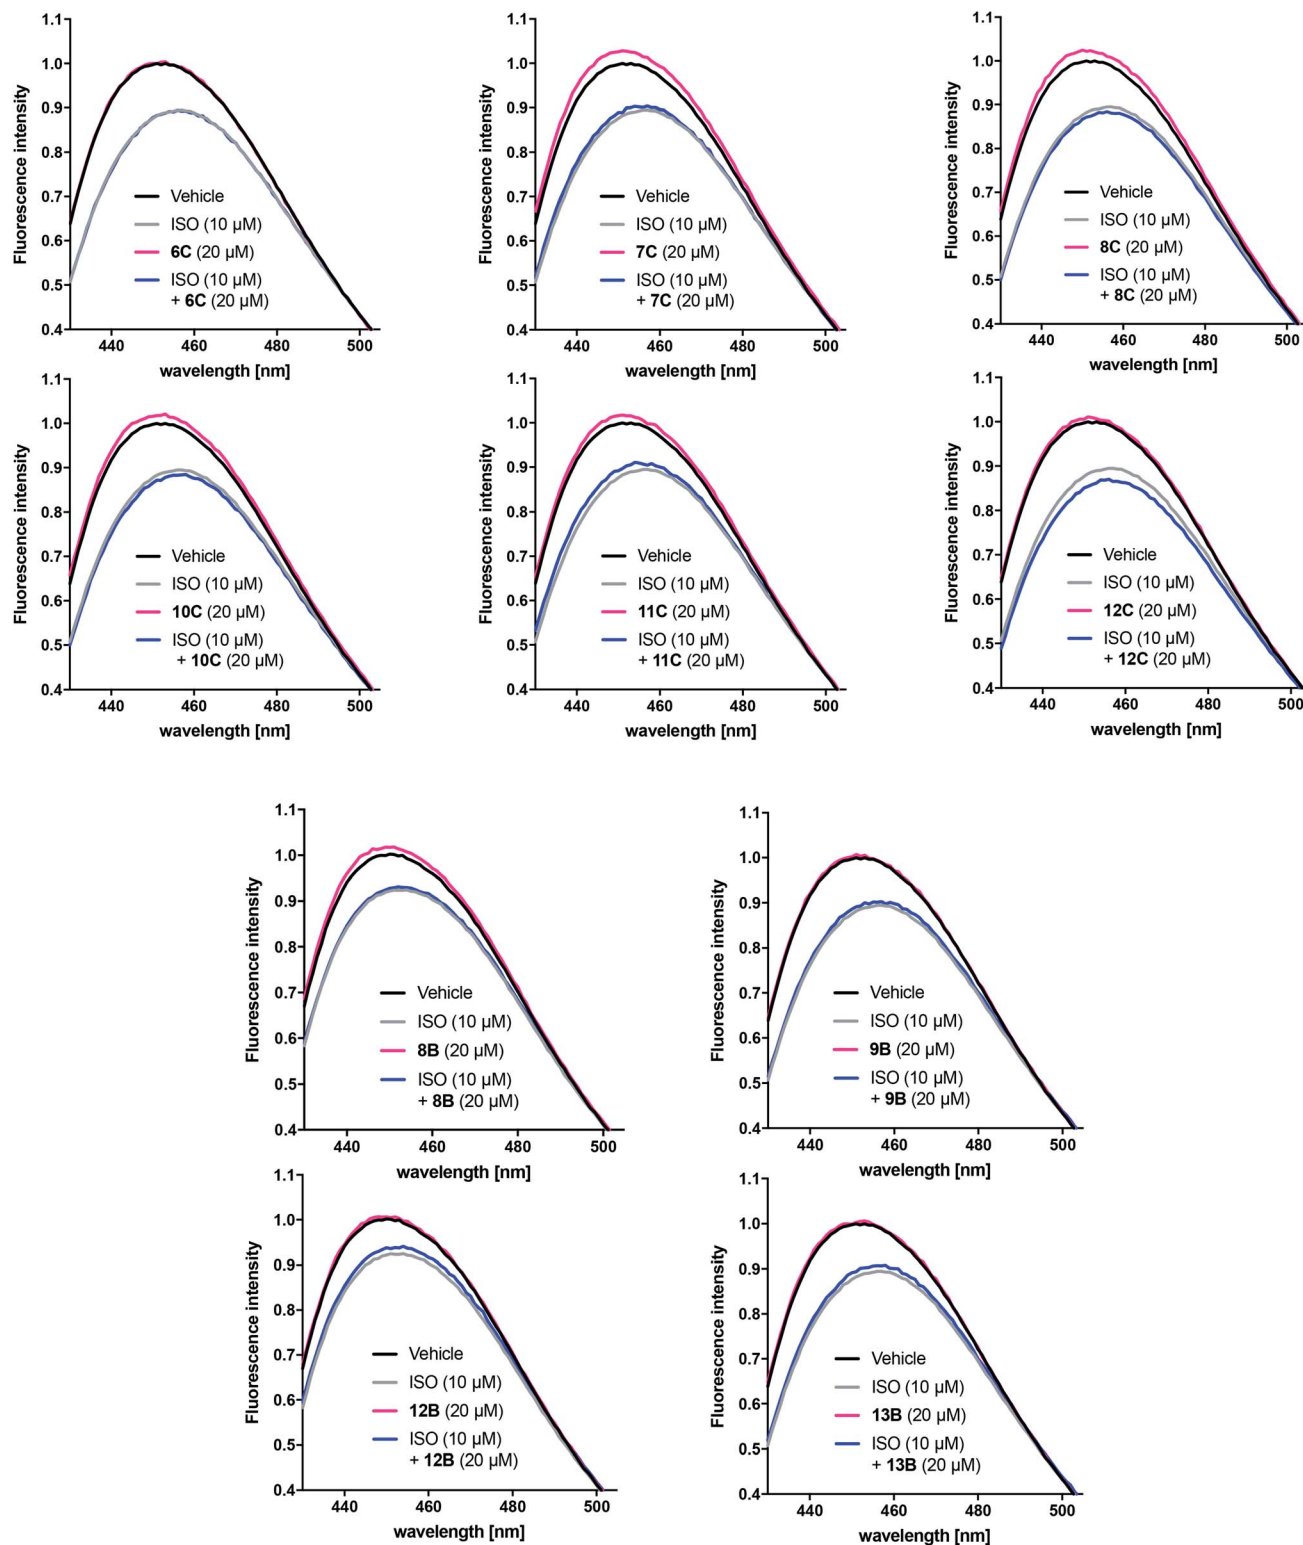 Fluorescence intensity
1.1
1.0
0.9
0.8
0.7
0.6
0.5
0.4
Vehicle
ISO (10 µM)
6C (20 µM)
ISO (10 µM)
+ 6C (20 µM)
440
460
480
500
wavelength [nm]
Fluorescence intensity
1.1
1.0
0.9
0.8
0.7
0.6
0.5
0.4
Vehicle
ISO (10 µM)
7C (20 µM)
ISO (10 µM)
+ 7C (20 µM)
440
460
480
500
wavelength [nm]
Fluorescence intensity
1.1
1.0
0.9
0.8
0.7
0.6
0.5
0.4
Vehicle
ISO (10 µM)
8C (20 µM)
ISO (10 µM)
+ 8C (20 µM)
440
460
480
500
wavelength [nm]
Fluorescence intensity
1.1
1.0
0.9
0.8
0.7
0.6
0.5
0.4
Vehicle
ISO (10 µM)
10C (20 µM)
ISO (10 µM)
+ 10C (20 µM)
440
460
480
500
wavelength [nm]
Fluorescence intensity
1.1
1.0
0.9
0.8
0.7
0.6
0.5
0.4
Vehicle
ISO (10 µM)
11C (20 µM)
ISO (10 µM)
+ 11C (20 µM)
440
460
480
500
wavelength [nm]
Fluorescence intensity
1.1
1.0
0.9
0.8
0.7
0.6
0.5
0.4
Vehicle
ISO (10 µM)
12C (20 µM)
ISO (10 µM)
+ 12C (20 µM)
440
460
480
500
wavelength [nm]
Fluorescence intensity
1.1
1.0
0.9
0.8
0.7
0.6
0.5
0.4
Vehicle
ISO (10 µM)
8B (20 µM)
ISO (10 µM)
+ 8B (20 µM)
440
460
480
500
wavelength [nm]
Fluorescence intensity
1.1
1.0
0.9
0.8
0.7
0.6
0.5
0.4
Vehicle
ISO (10 µM)
9B (20 µM)
ISO (10 µM)
+ 9B (20 µM)
440
460
480
500
wavelength [nm]
Fluorescence intensity
1.1
1.0
0.9
0.8
0.7
0.6
0.5
0.4
Vehicle
ISO (10 µM)
12B (20 µM)
ISO (10 µM)
+ 12B (20 µM)
440
460
480
500
wavelength [nm]
Fluorescence intensity
1.1
1.0
0.9
0.8
0.7
0.6
0.5
0.4
Vehicle
ISO (10 µM)
13B (20 µM)
ISO (10 µM)
+ 13B (20 µM)
440
460
480
500
wavelength [nm]